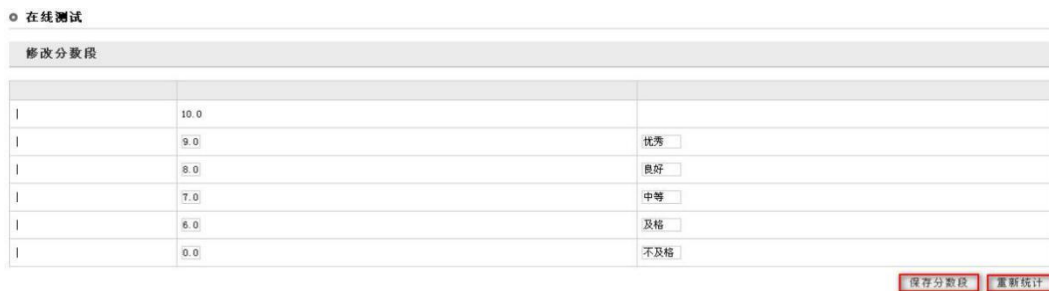 在线测试
修改分数段
10.0
9.0 优秀
8.0 良好
7.0 中等
6.0 及格
0.0 不及格
保存分数段 重新统计